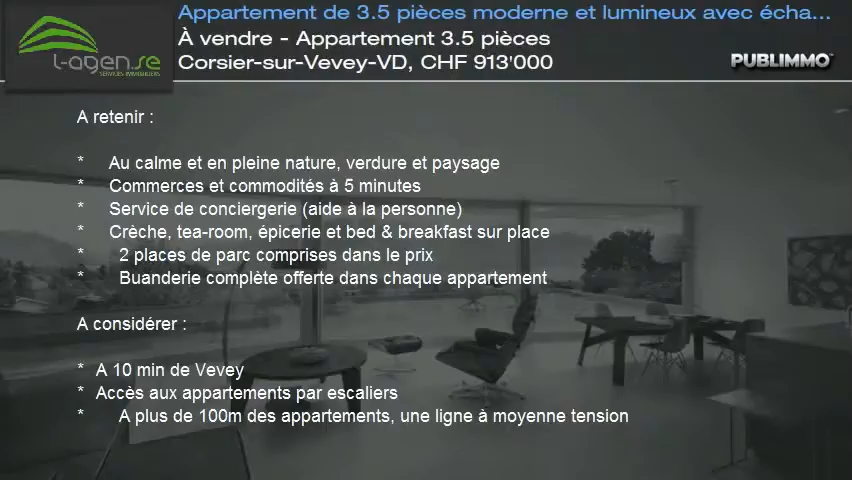 Appartement de 3.5 pièces moderne et lumineux avec écha...
À vendre - Appartement 3.5 pièces
Corsier-sur-Vevey-VD, CHF 913'000
l-agence
SERVICES IMMOBILIERS
PUBLIMMO
A retenir :
* Au calme et en pleine nature, verdure et paysage
* Commerces et commodités à 5 minutes
* Service de conciergerie (aide à la personne)
* Crèche, tea-room, épicerie et bed & breakfast sur place
* 2 places de parc comprises dans le prix
* Buanderie complète offerte dans chaque appartement
A considérer :
* A 10 min de Vevey
* Accès aux appartements par escaliers
* A plus de 100m des appartements, une ligne à moyenne tension